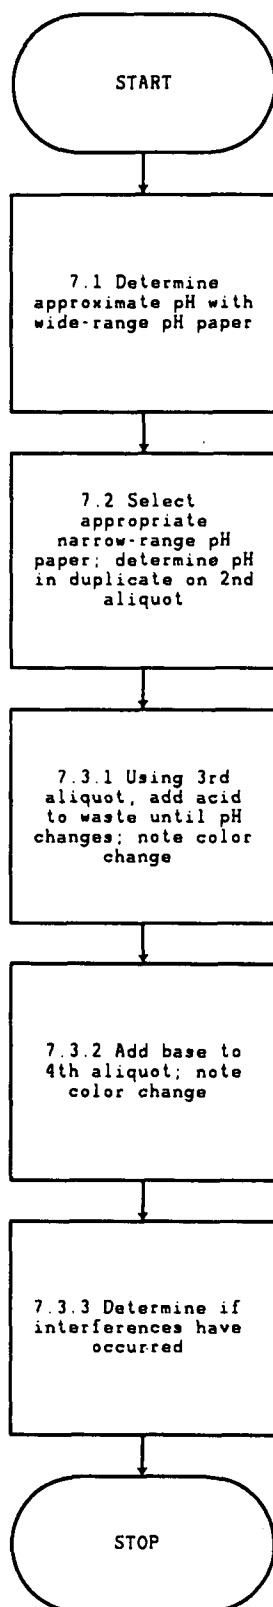 START
7.1 Determine
approximate pH with
wide-range pH paper
7.2 Select
appropriate
narrow-range pH
paper; determine pH
in duplicate on 2nd
aliquot
7.3.1 Using 3rd
aliquot, add acid
to waste until pH
changes; note color
change
7.3.2 Add base to
4th aliquot; note
color change
7.3.3 Determine if
interferences have
occurred
STOP